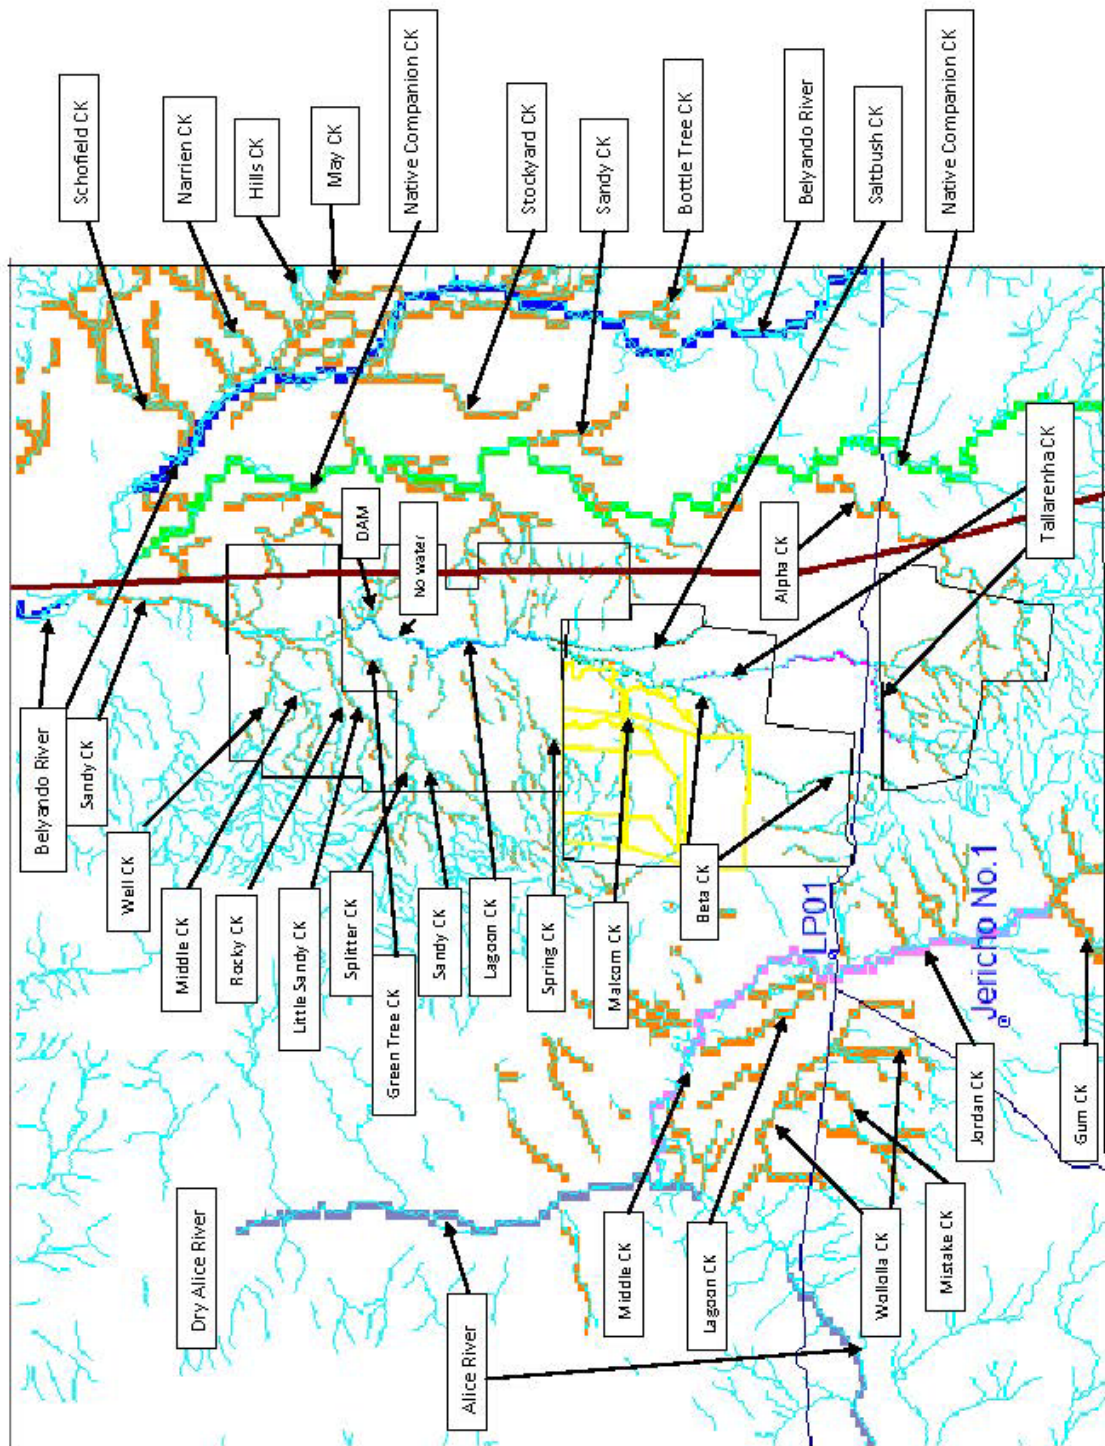 Schofield CK
Narrien CK
Hills CK
May CK
Native Companion CK
Stockyard CK
Sandy CK
Bottle Tree CK
Belyando River
Saltbush CK
Native Companion CK
DAM
No water
Alpha CK
Tallarenha CK
Belyando River
Sandy CK
Well CK
Middle CK
Rocky CK
Little Sandy CK
Splitter CK
Green Tree CK
Sandy CK
Lagoon CK
Spring CK
Malcom CK
Beta CK
LP01
Jericho No.1
Dry Alice River
Alice River
Middle CK
Lagoon CK
Wollolla CK
Mistake CK
Jordan CK
Gum CK